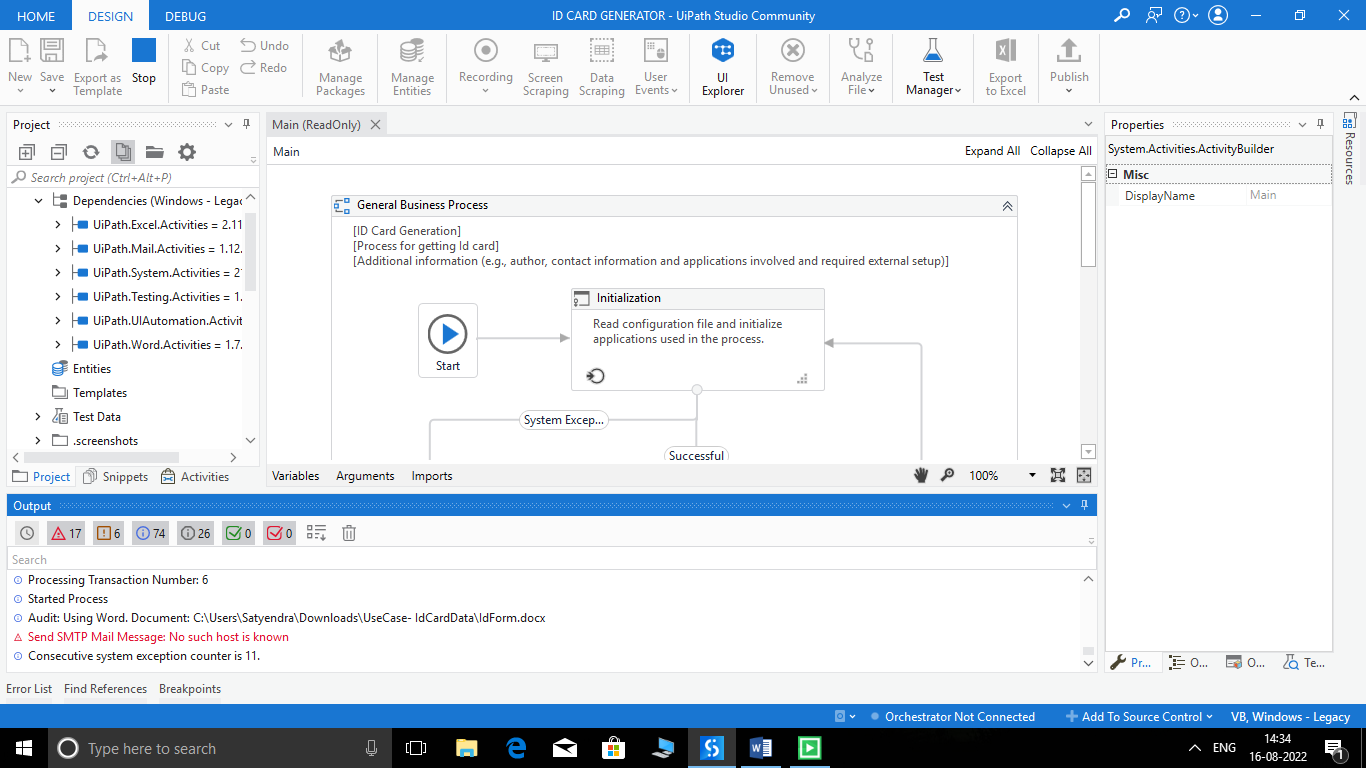 HOME DESIGN DEBUG ID CARD GENERATOR - UiPath Studio Community
New Save Export as Template Stop
Cut Undo
Copy Redo
Paste
Manage Packages
Manage Entities
Recording
Screen Scraping
Data Scraping
User Events
UI Explorer
Remove Unused
Analyze File
Test Manager
Export to Excel
Publish
Project
Search project (Ctrl+Alt+P)
Dependencies (Windows - Legac
UiPath.Excel.Activities = 2.11
UiPath.Mail.Activities = 1.12.
UiPath.System.Activities = 2
UiPath.Testing.Activities = 1.
UiPath.UIAutomation.Activit
UiPath.Word.Activities = 1.7.
Entities
Templates
Test Data
.screenshots
Project Snippets Activities
Main (ReadOnly)
Main Expand All Collapse All
General Business Process
[ID Card Generation]
[Process for getting Id card]
[Additional information (e.g., author, contact information and applications involved and required external setup)]
Start
Initialization
Read configuration file and initialize
applications used in the process.
System Excep...
Successful
Variables Arguments Imports 100%
Properties
System.Activities.ActivityBuilder
Misc
DisplayName Main
Pr... O... O... Te...
Resources
Output
17 6 74 26 0 0
Search
Processing Transaction Number: 6
Started Process
Audit: Using Word. Document: C:\Users\Satyendra\Downloads\UseCase- IdCardData\IdForm.docx
Send SMTP Mail Message: No such host is known
Consecutive system exception counter is 11.
Error List Find References Breakpoints
Orchestrator Not Connected Add To Source Control VB, Windows - Legacy
Type here to search
ENG 14:34
16-08-2022
1